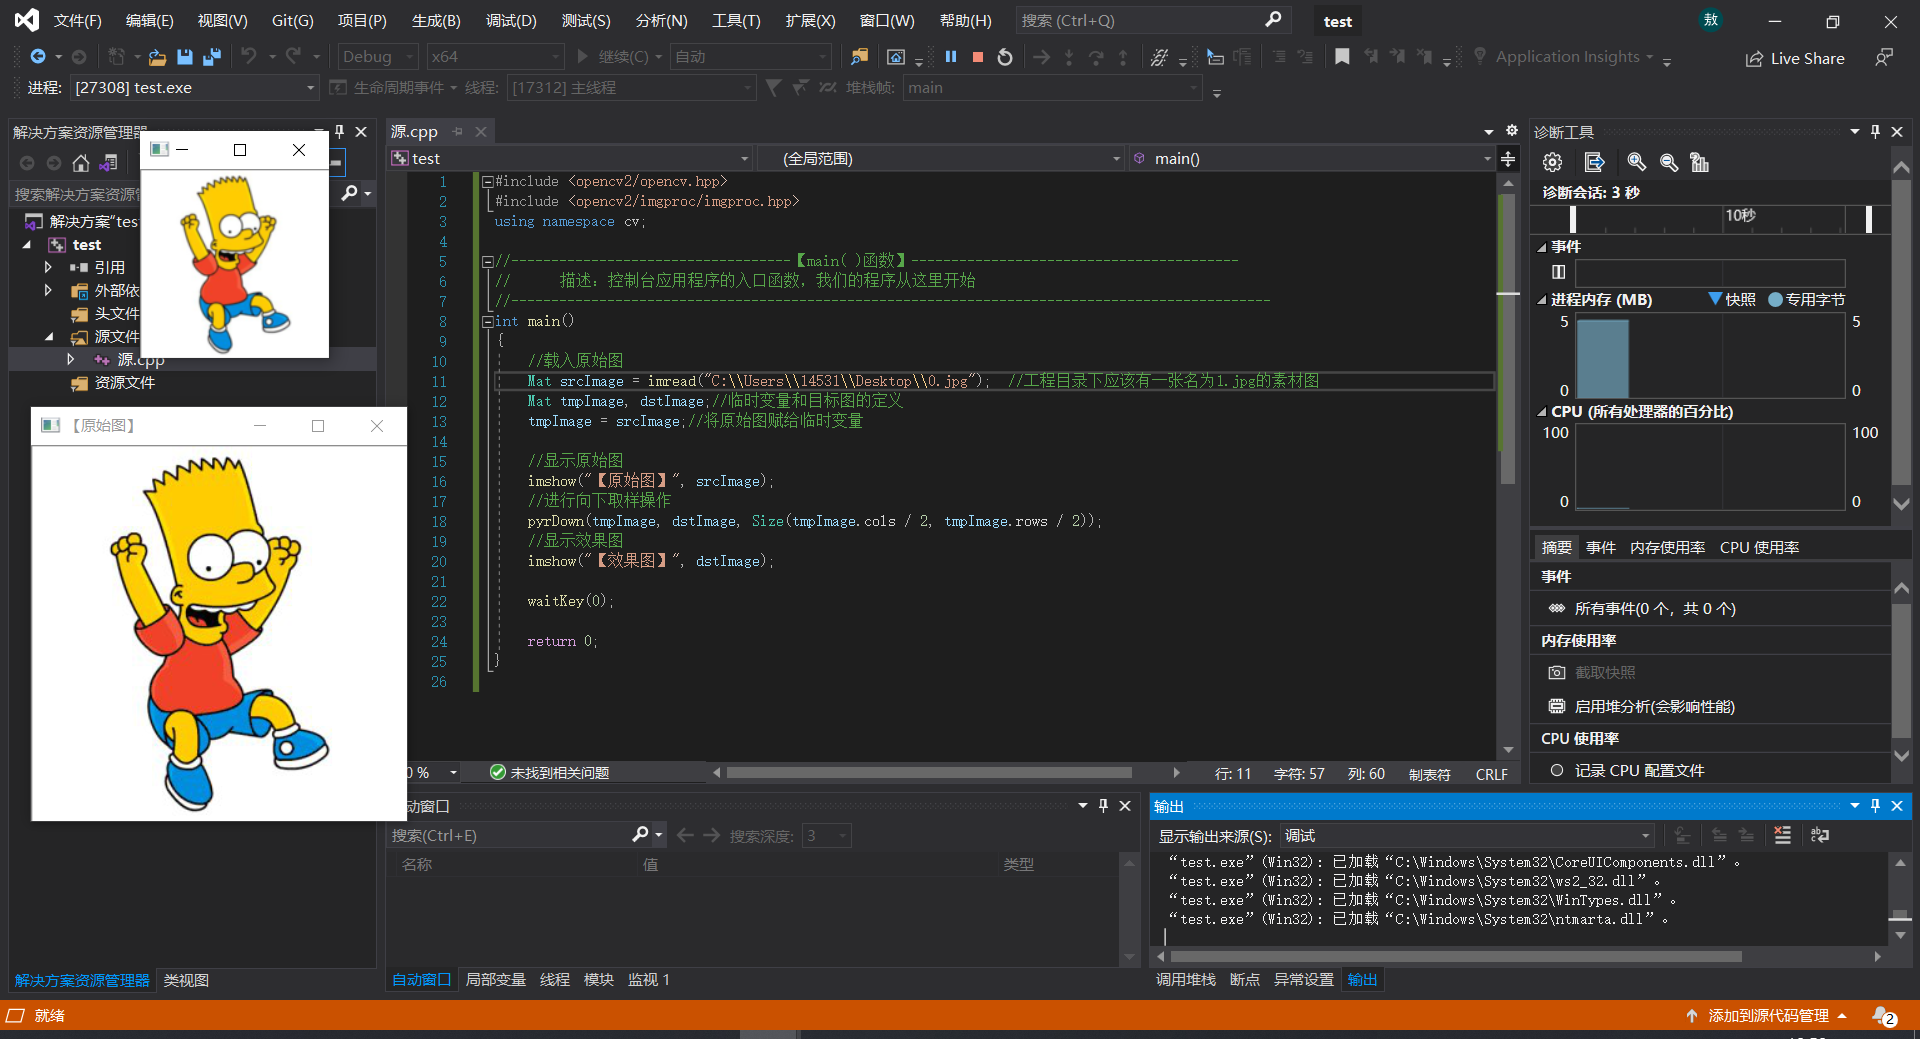 文件(F) 编辑(E) 视图(V) Git(G) 项目(P) 生成(B) 调试(D) 测试(S) 分析(N) 工具(T) 扩展(X) 窗口(W) 帮助(H) 搜索 (Ctrl+Q) test 敖
Debug x64 继续(C) 自动 Application Insights Live Share
进程: [27308] test.exe 生命周期事件 线程: [17312] 主线程 堆栈帧: main
解决方案资源管理器
搜索解决方案资源管
解决方案"tes
test
引用
外部依
头文件
源文件
源.cpp
资源文件
【原始图】
解决方案资源管理器 类视图
源.cpp
test (全局范围) main()
1 #include <opencv2/opencv.hpp>
2 #include <opencv2/imgproc/imgproc.hpp>
3 using namespace cv;
4
5 //-----------------------------------【main( )函数】-----------------------------------------
6 // 描述：控制台应用程序的入口函数，我们的程序从这里开始
7 //-----------------------------------------------------------------------------------------------
8 int main()
9 {
10 //载入原始图
11 Mat srcImage = imread("C:\\Users\\14531\\Desktop\\0.jpg"); //工程目录下应该有一张名为1.jpg的素材图
12 Mat tmpImage, dstImage;//临时变量和目标图的定义
13 tmpImage = srcImage;//将原始图赋给临时变量
14
15 //显示原始图
16 imshow("【原始图】", srcImage);
17 //进行向下取样操作
18 pyrDown(tmpImage, dstImage, Size(tmpImage.cols / 2, tmpImage.rows / 2));
19 //显示效果图
20 imshow("【效果图】", dstImage);
21
22 waitKey(0);
23
24 return 0;
25 }
26
0 % 未找到相关问题 行: 11 字符: 57 列: 60 制表符 CRLF
动窗口
搜索(Ctrl+E) 搜索深度: 3
名称 值 类型
自动窗口 局部变量 线程 模块 监视 1
诊断工具
诊断会话: 3 秒
10秒
事件
进程内存 (MB) 快照 专用字节
5 5
0 0
CPU (所有处理器的百分比)
100 100
0 0
摘要 事件 内存使用率 CPU 使用率
事件
所有事件(0 个，共 0 个)
内存使用率
截取快照
启用堆分析(会影响性能)
CPU 使用率
记录 CPU 配置文件
输出
显示输出来源(S): 调试
“test.exe”(Win32): 已加载“C:\Windows\System32\CoreUIComponents.dll”。
“test.exe”(Win32): 已加载“C:\Windows\System32\ws2_32.dll”。
“test.exe”(Win32): 已加载“C:\Windows\System32\WinTypes.dll”。
“test.exe”(Win32): 已加载“C:\Windows\System32\ntmarta.dll”。
调用堆栈 断点 异常设置 输出
就绪 添加到源代码管理 2